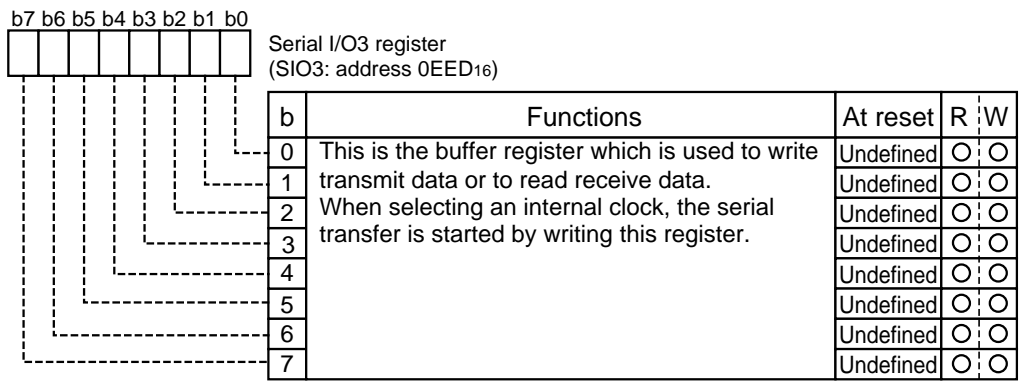 b7 b6 b5 b4 b3 b2 b1 b0
Serial I/O3 register
(SIO3: address 0EED16)
b Functions At reset R W
0 This is the buffer register which is used to write Undefined O O
1 transmit data or to read receive data. Undefined O O
2 When selecting an internal clock, the serial Undefined O O
3 transfer is started by writing this register. Undefined O O
4 Undefined O O
5 Undefined O O
6 Undefined O O
7 Undefined O O